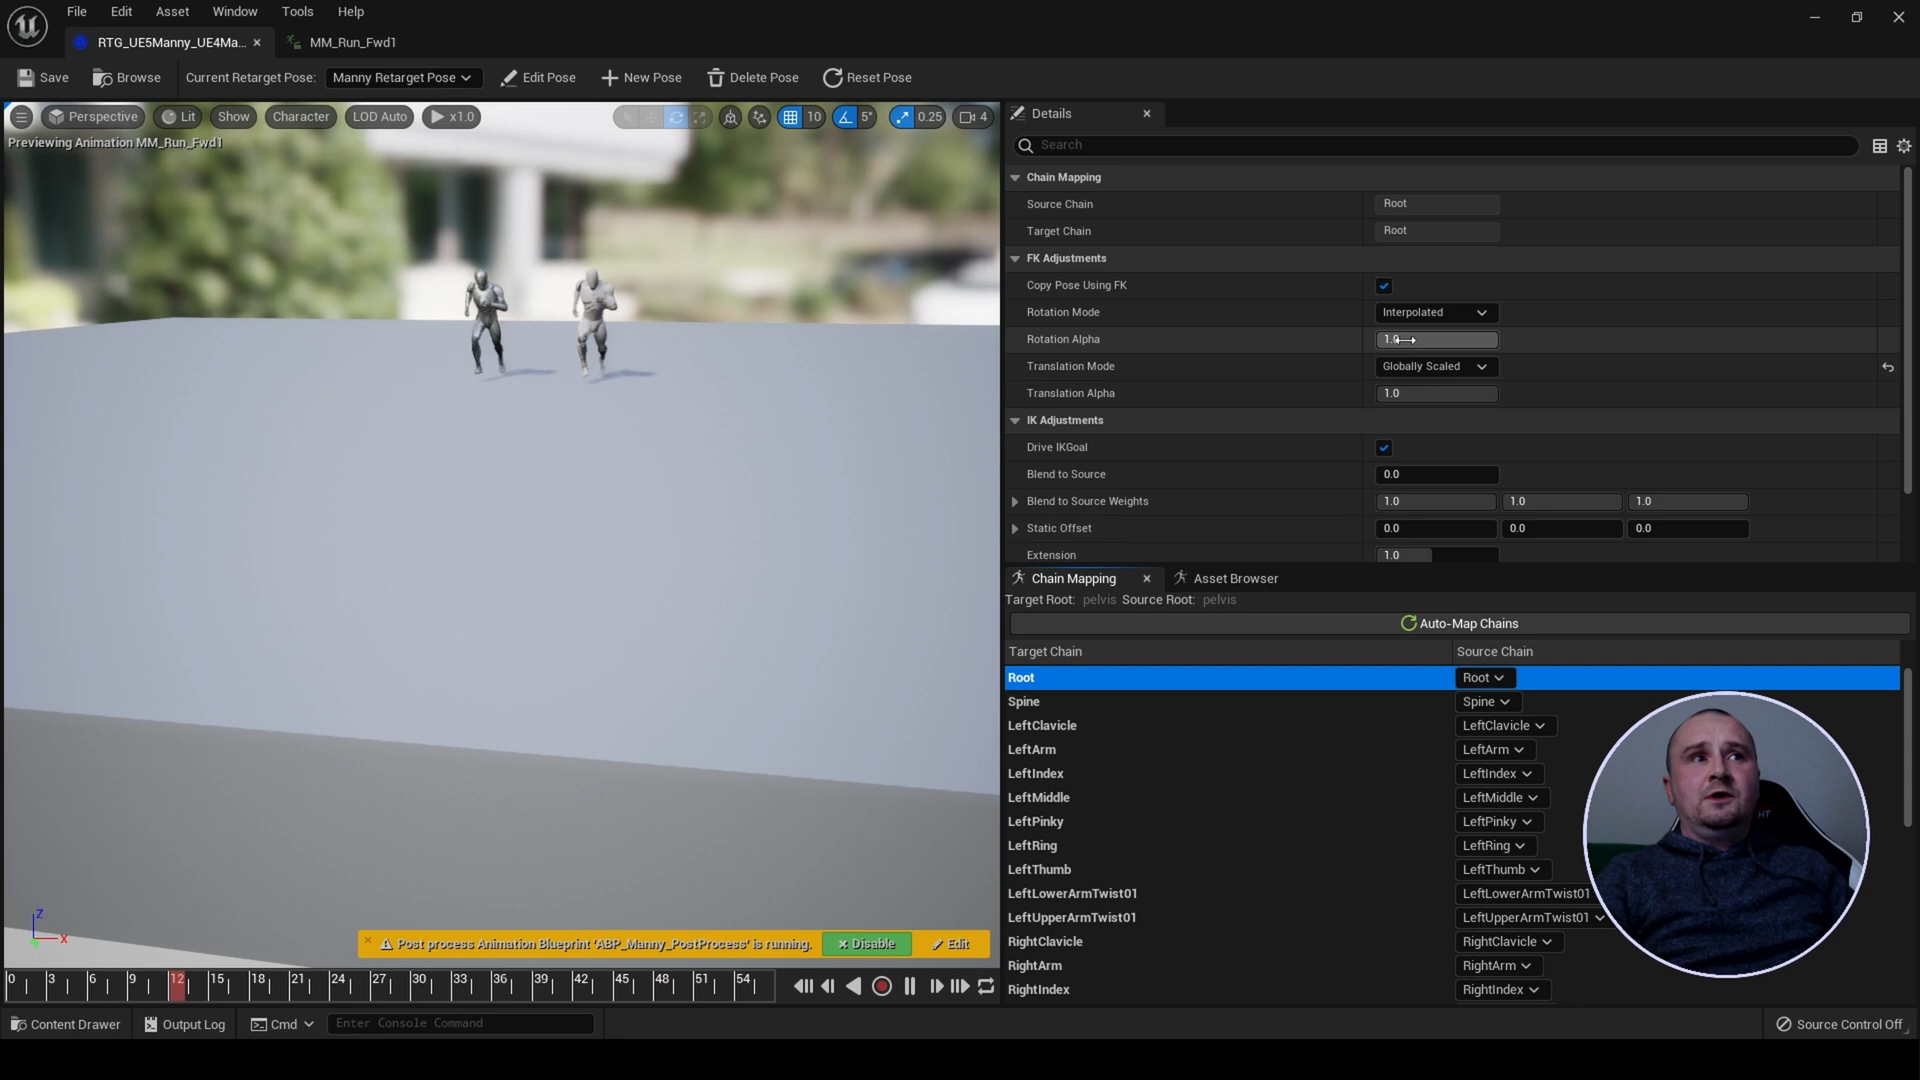 File Edit Asset Window Tools Help
RTG_UE5Manny_UE4Ma... MM_Run_Fwd1
Save Browse Current Retarget Pose: Manny Retarget Pose Edit Pose New Pose Delete Pose Reset Pose
Perspective Lit Show Character LOD Auto x1.0 10 5° 0.25 4
Previewing Animation MM_Run_Fwd1
Details
Search
Chain Mapping
Source Chain Root
Target Chain Root
FK Adjustments
Copy Pose Using FK
Rotation Mode Interpolated
Rotation Alpha 1.0
Translation Mode Globally Scaled
Translation Alpha 1.0
IK Adjustments
Drive IKGoal
Blend to Source 0.0
Blend to Source Weights 1.0 1.0 1.0
Static Offset 0.0 0.0 0.0
Extension 1.0
Chain Mapping Asset Browser
Target Root: pelvis Source Root: pelvis
Auto-Map Chains
Target Chain Source Chain
Root Root
Spine Spine
LeftClavicle LeftClavicle
LeftArm LeftArm
LeftIndex LeftIndex
LeftMiddle LeftMiddle
LeftPinky LeftPinky
LeftRing LeftRing
LeftThumb LeftThumb
LeftLowerArmTwist01 LeftLowerArmTwist01
LeftUpperArmTwist01 LeftUpperArmTwist01
RightClavicle RightClavicle
RightArm RightArm
RightIndex RightIndex
HT
Z
X
Post process Animation Blueprint 'ABP_Manny_PostProcess' is running. Disable Edit
0 3 6 9 12 15 18 21 24 27 30 33 36 39 42 45 48 51 54
Content Drawer Output Log Cmd Enter Console Command Source Control Off